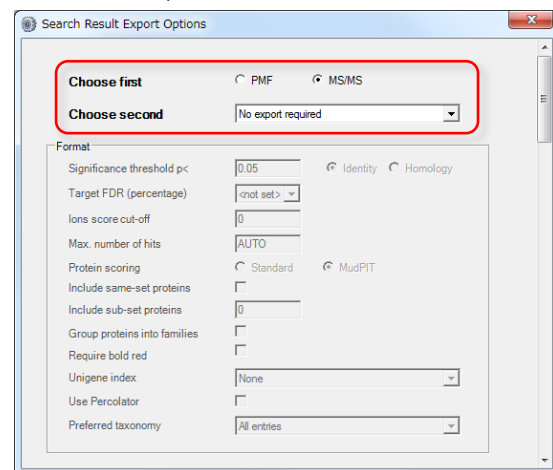 Search Result Export Options
Choose first PMF MS/MS
Choose second No export required
Format
Significance threshold p< 0.05 Identity Homology
Target FDR (percentage) <not set>
Ions score cut-off 0
Max. number of hits AUTO
Protein scoring Standard MudPIT
Include same-set proteins
Include sub-set proteins 0
Group proteins into families
Require bold red
Unigene index None
Use Percolator
Preferred taxonomy All entries